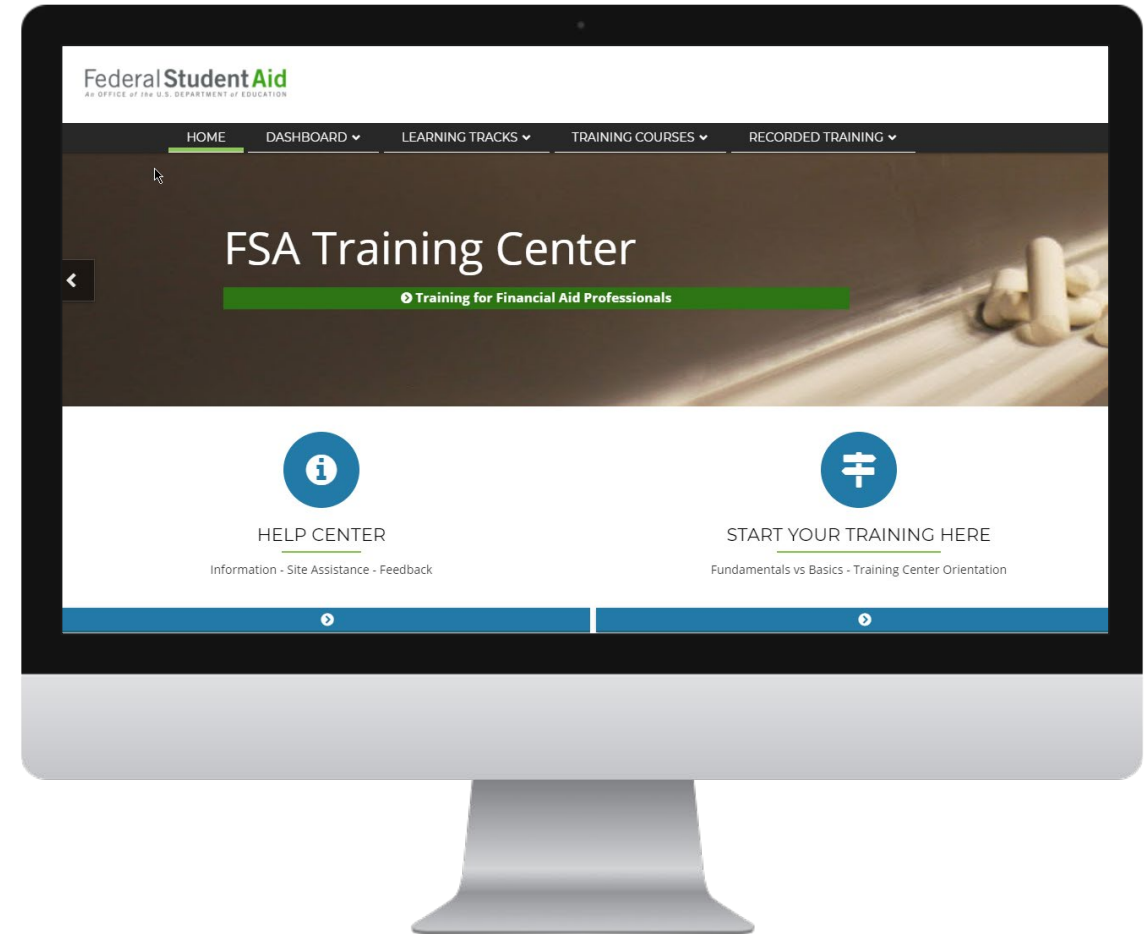 Federal Student Aid
An OFFICE of the U.S. DEPARTMENT of EDUCATION
HOME DASHBOARD LEARNING TRACKS TRAINING COURSES RECORDED TRAINING
FSA Training Center
Training for Financial Aid Professionals
HELP CENTER
Information - Site Assistance - Feedback
START YOUR TRAINING HERE
Fundamentals vs Basics - Training Center Orientation